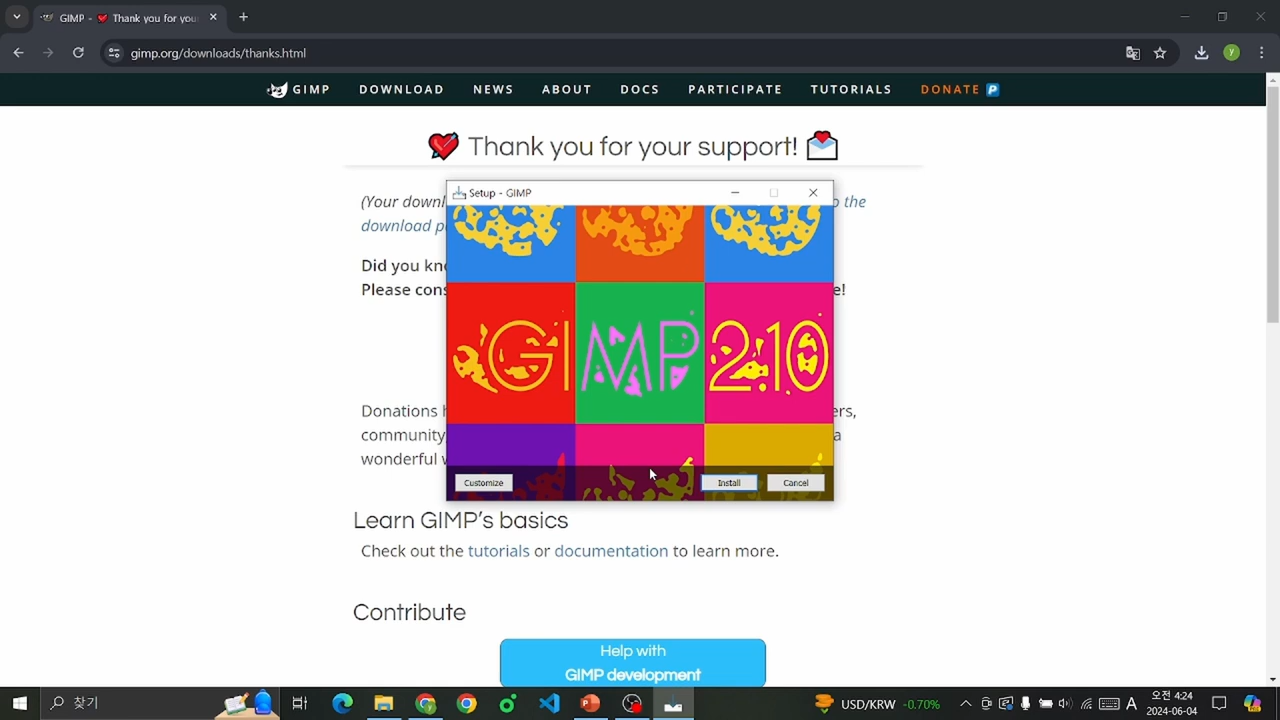 GIMP - Thank you for you
gimp.org/downloads/thanks.html
GIMP DOWNLOAD NEWS ABOUT DOCS PARTICIPATE TUTORIALS DONATE P
Thank you for your support!
(Your downl
o the
download p
Did you kno
Please cons
e!
Setup - GIMP
GIMP 2.10
Customize Install Cancel
Donations h
ers,
community,
a
wonderful w
Learn GIMP's basics
Check out the tutorials or documentation to learn more.
Contribute
Help with
GIMP development
찾기
USD/KRW -0.70%
A
오전 4:24
2024-06-04
y